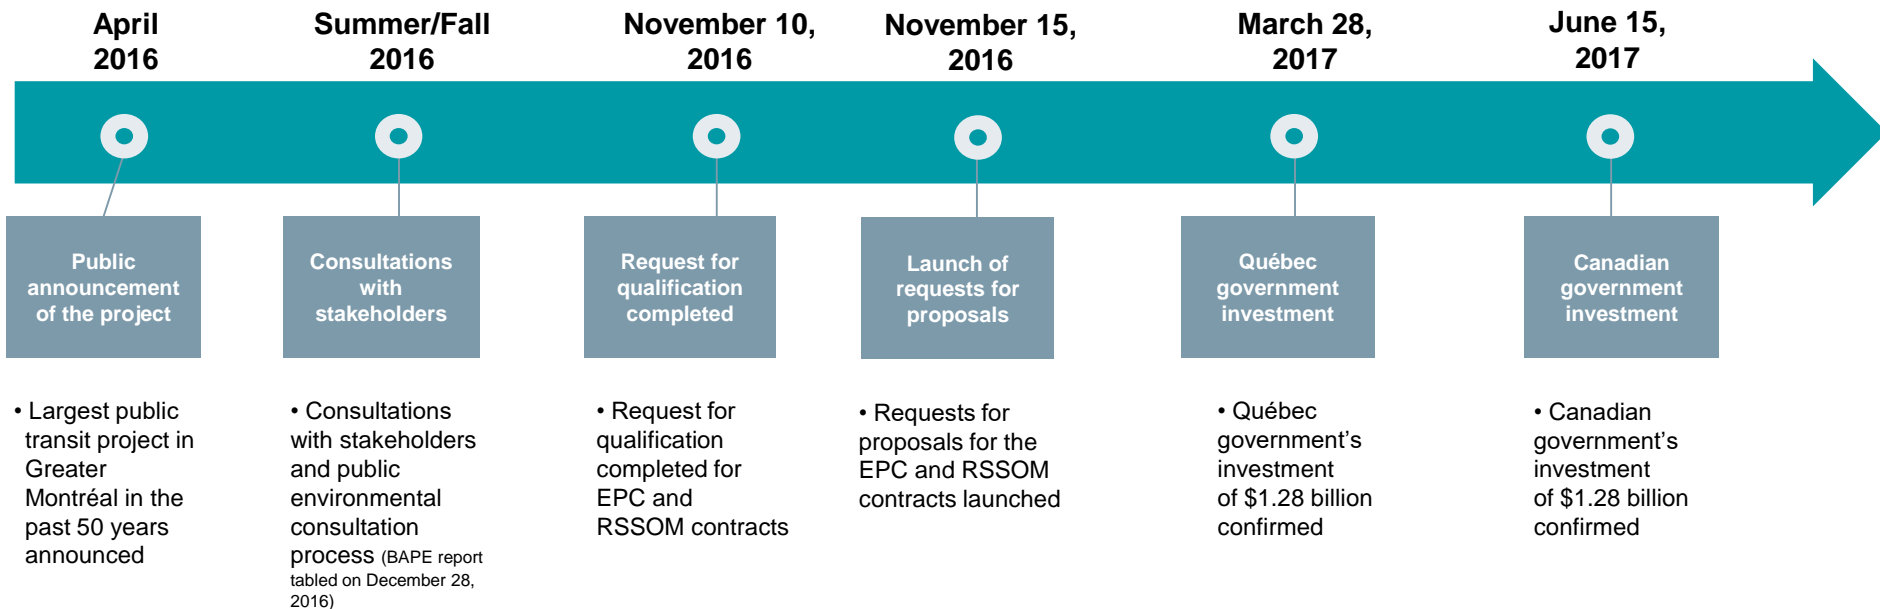 April
2016
Summer/Fall
2016
November 10,
2016
November 15,
2016
March 28,
2017
June 15,
2017
Public
announcement
of the project
Consultations
with
stakeholders
Request for
qualification
completed
Launch of
requests for
proposals
Québec
government
investment
Canadian
government
investment
• Largest public
transit project in
Greater
Montréal in the
past 50 years
announced
• Consultations
with stakeholders
and public
environmental
consultation
process (BAPE report
tabled on December 28,
2016)
• Request for
qualification
completed for
EPC and
RSSOM contracts
• Requests for
proposals for the
EPC and RSSOM
contracts launched
• Québec
government's
investment
of $1.28 billion
confirmed
• Canadian
government's
investment
of $1.28 billion
confirmed